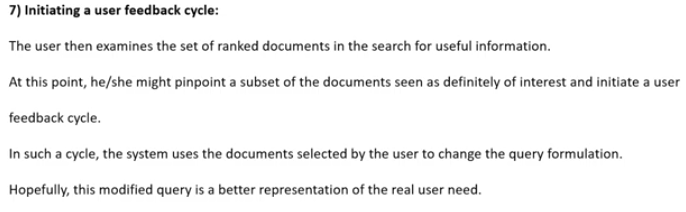 7) Initiating a user feedback cycle:
The user then examines the set of ranked documents in the search for useful information.
At this point, he/she might pinpoint a subset of the documents seen as definitely of interest and initiate a user
feedback cycle.
In such a cycle, the system uses the documents selected by the user to change the query formulation.
Hopefully, this modified query is a better representation of the real user need.